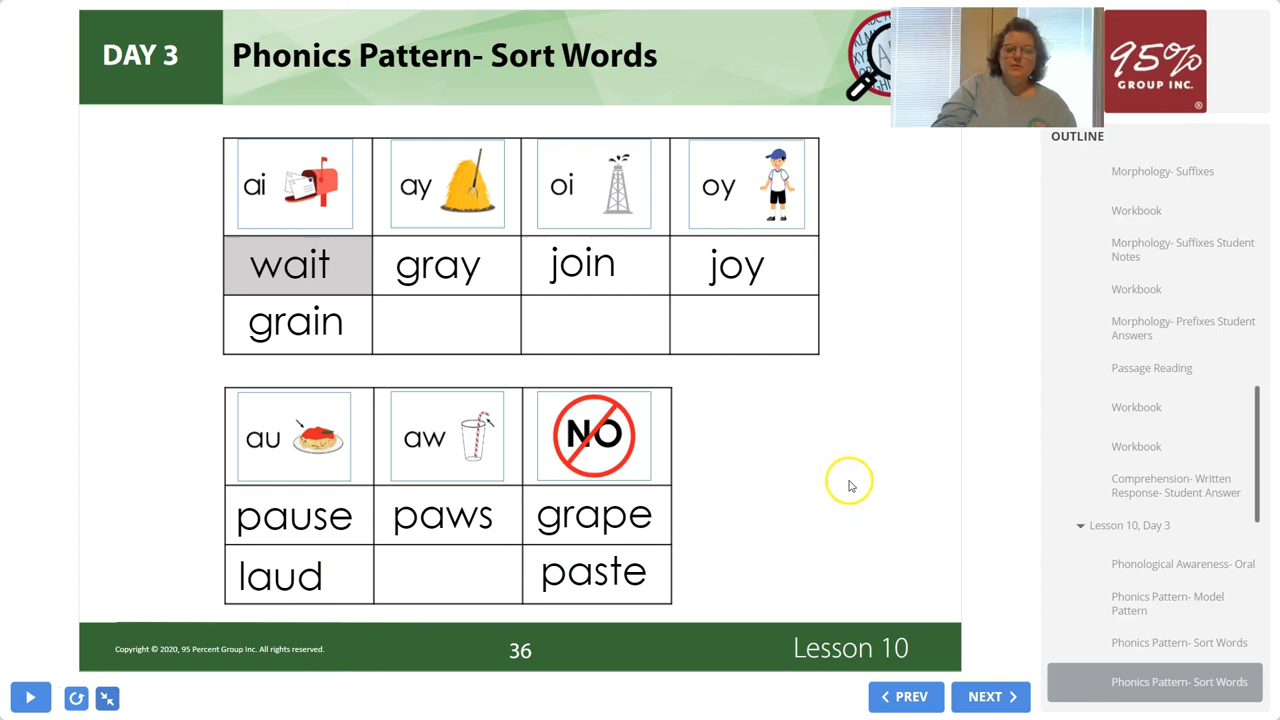 DAY 3
Phonics Pattern- Sort Words
95%
GROUP INC.
®
ai
ay
oi
oy
wait
gray
join
joy
grain
au
aw
NO
pause
paws
grape
laud
paste
Copyright © 2020, 95 Percent Group Inc. All rights reserved.
36
Lesson 10
PREV
NEXT
OUTLINE
Morphology- Suffixes
Workbook
Morphology- Suffixes Student
Notes
Workbook
Morphology- Prefixes Student
Answers
Passage Reading
Workbook
Workbook
Comprehension- Written
Response- Student Answer
Lesson 10, Day 3
Phonological Awareness- Oral
Phonics Pattern- Model
Pattern
Phonics Pattern- Sort Words
Phonics Pattern- Sort Words